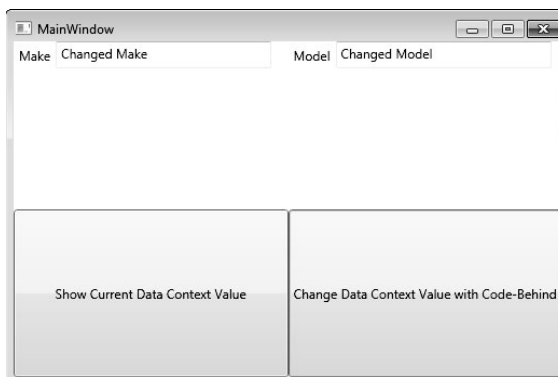 MainWindow
Make Changed Make Model Changed Model
Show Current Data Context Value Change Data Context Value with Code-Behind